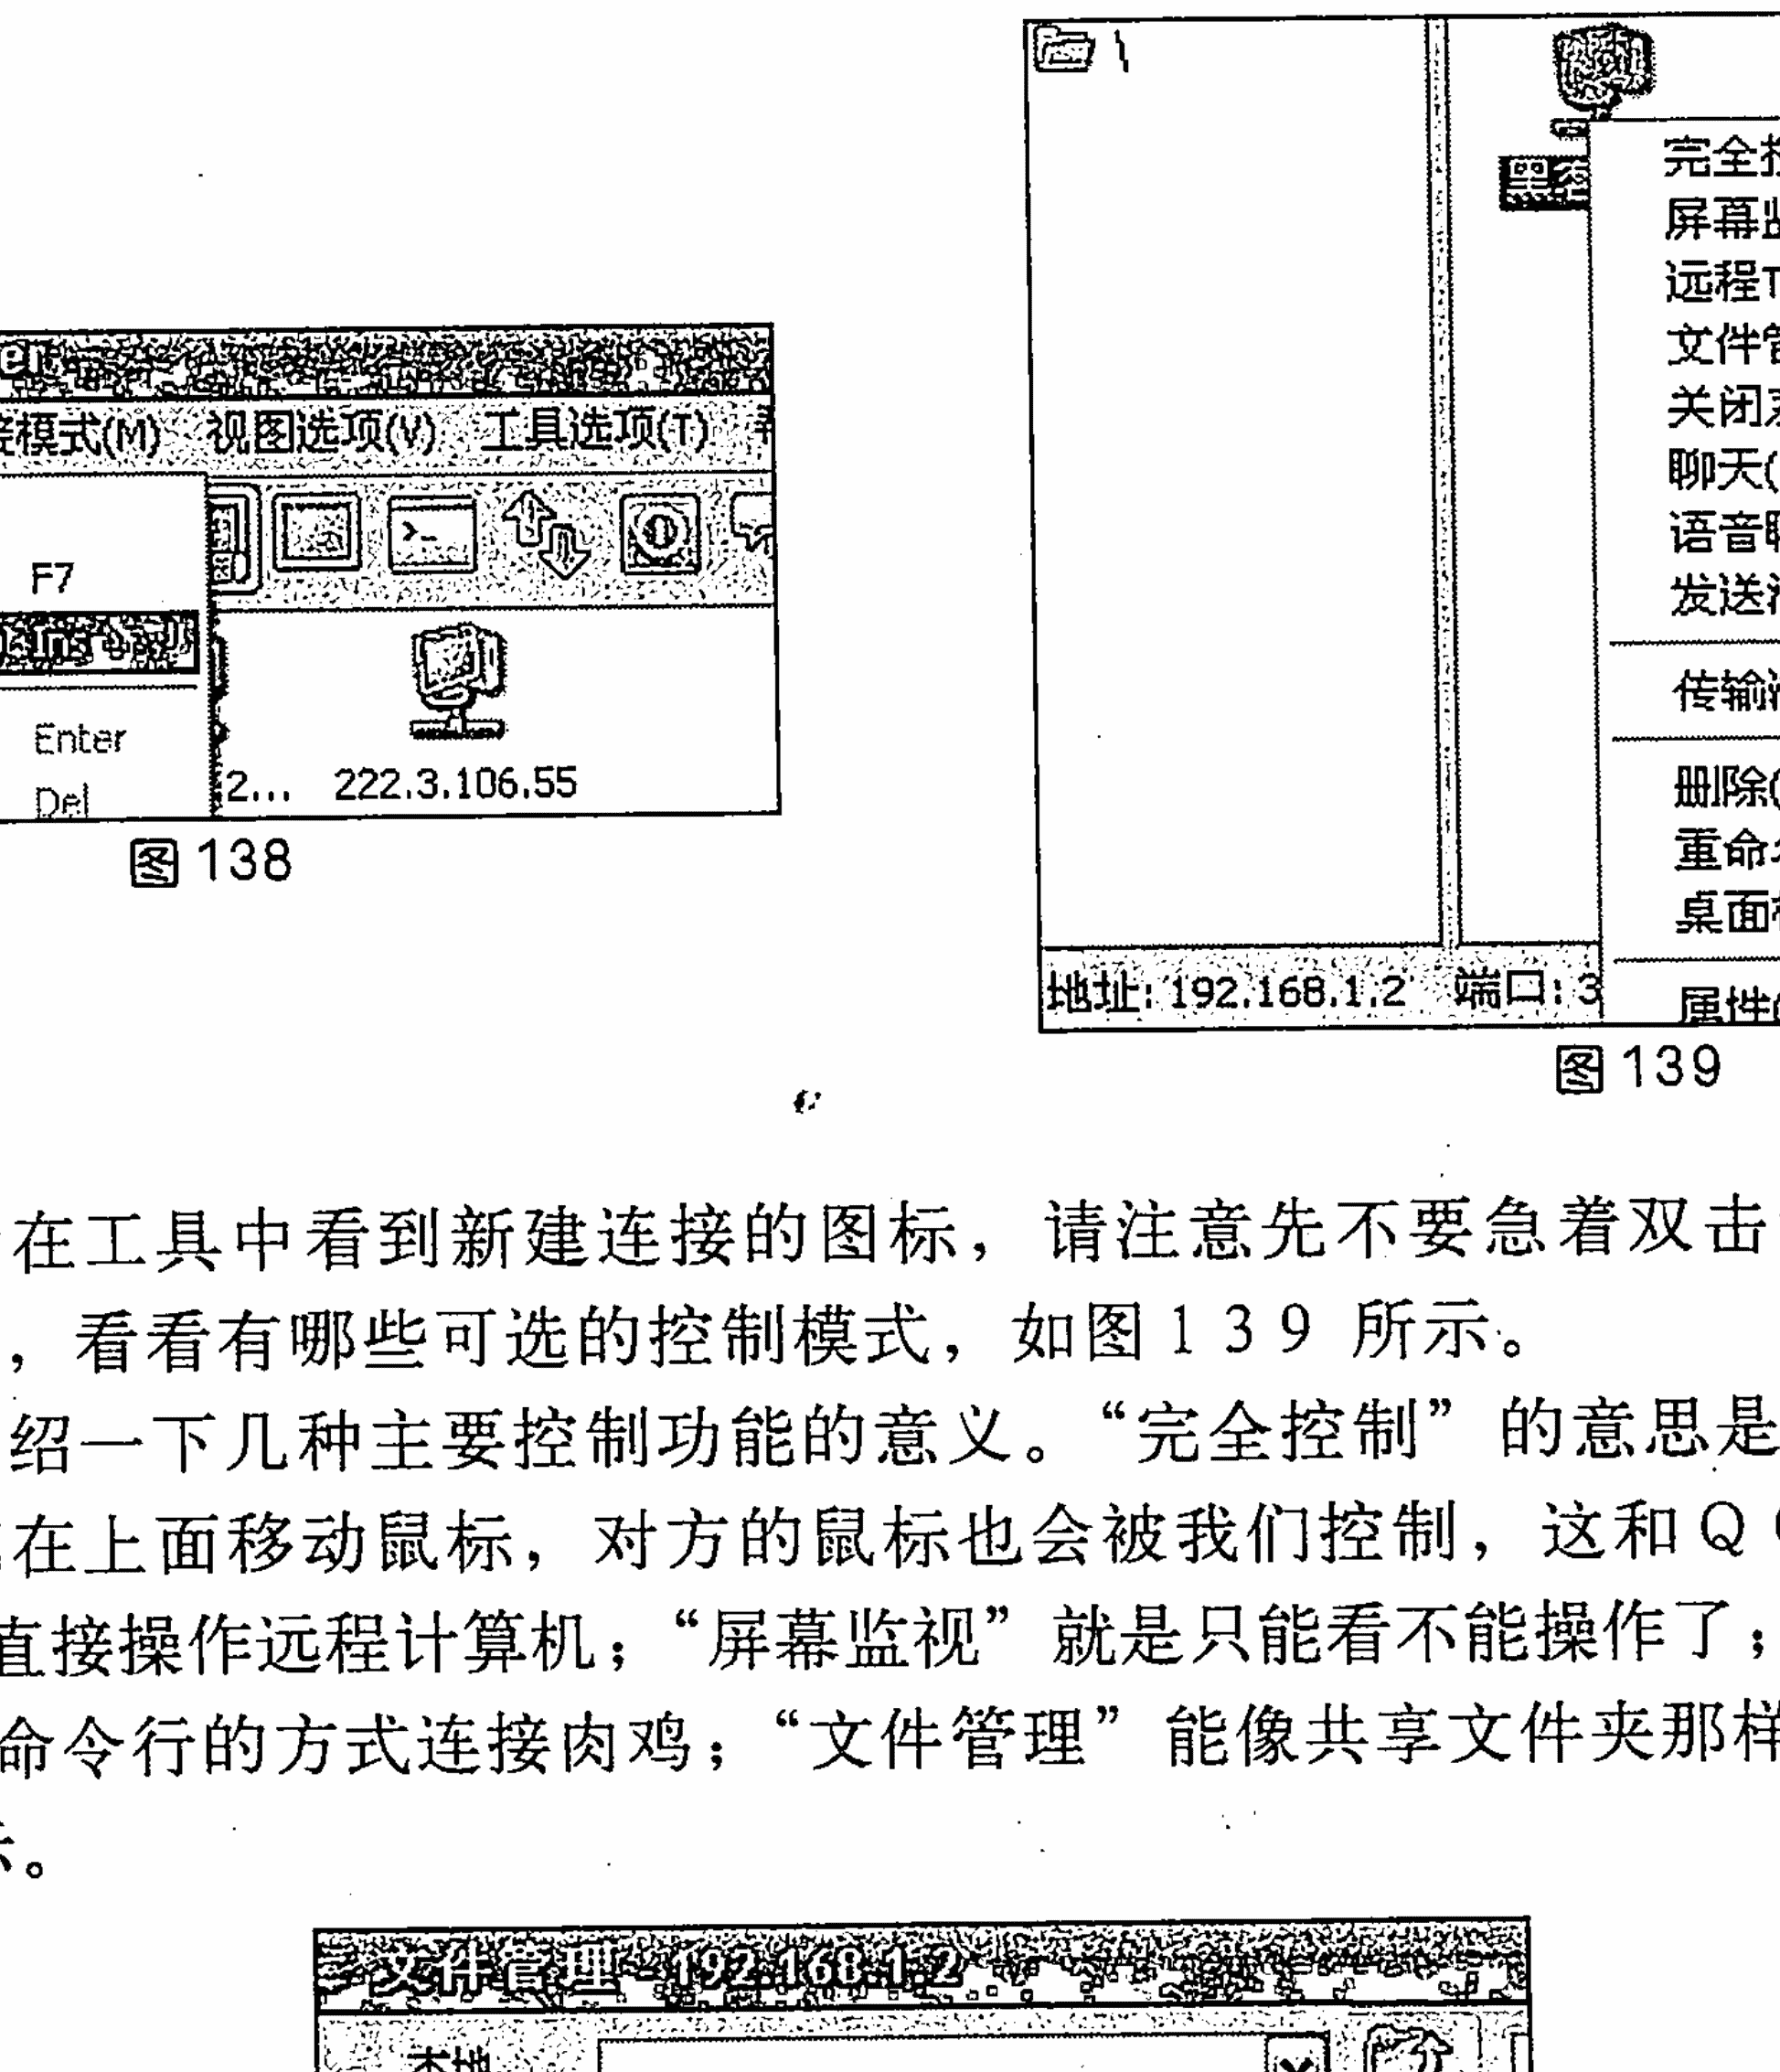 模式(M) 视图选项(V) 工具选项(T)
F7
Ins
Enter
Del
2... 222.3.106.55
图 138
\
黑
完全
屏幕
远程T
文件
关闭
聊天(
语音
发送
传输
删除(
重命
桌面
属性
地址: 192.168.1.2 端口: 3
图 139
在工具中看到新建连接的图标，请注意先不要急着双击
，看看有哪些可选的控制模式，如图139 所示。
绍一下几种主要控制功能的意义。“完全控制”的意思是
在上面移动鼠标，对方的鼠标也会被我们控制，这和Q
直接操作远程计算机；“屏幕监视”就是只能看不能操作了；
命令行的方式连接肉鸡；“文件管理”能像共享文件夹那样
。
文件管理 - 192.168.1.2